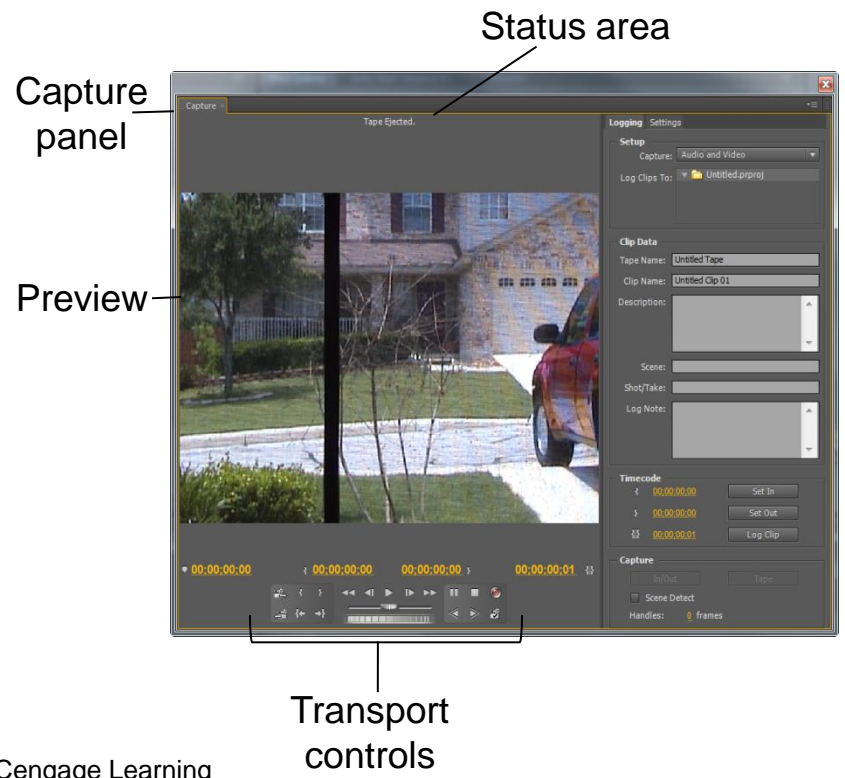 Status area
Capture
panel
Preview
Transport
controls
Capture
Tape Ejected.
00;00;00;00
{ 00;00;00;00
00;00;00;00 }
00;00;00;01 {}
Logging Settings
Setup
Capture: Audio and Video
Log Clips To: Untitled.prproj
Clip Data
Tape Name: Untitled Tape
Clip Name: Untitled Clip 01
Description:
Scene:
Shot/Take:
Log Note:
Timecode
{ 00;00;00;00 Set In
} 00;00;00;00 Set Out
{} 00;00;00;01 Log Clip
Capture
In/Out Tape
Scene Detect
Handles: 0 frames
Cengage Learning